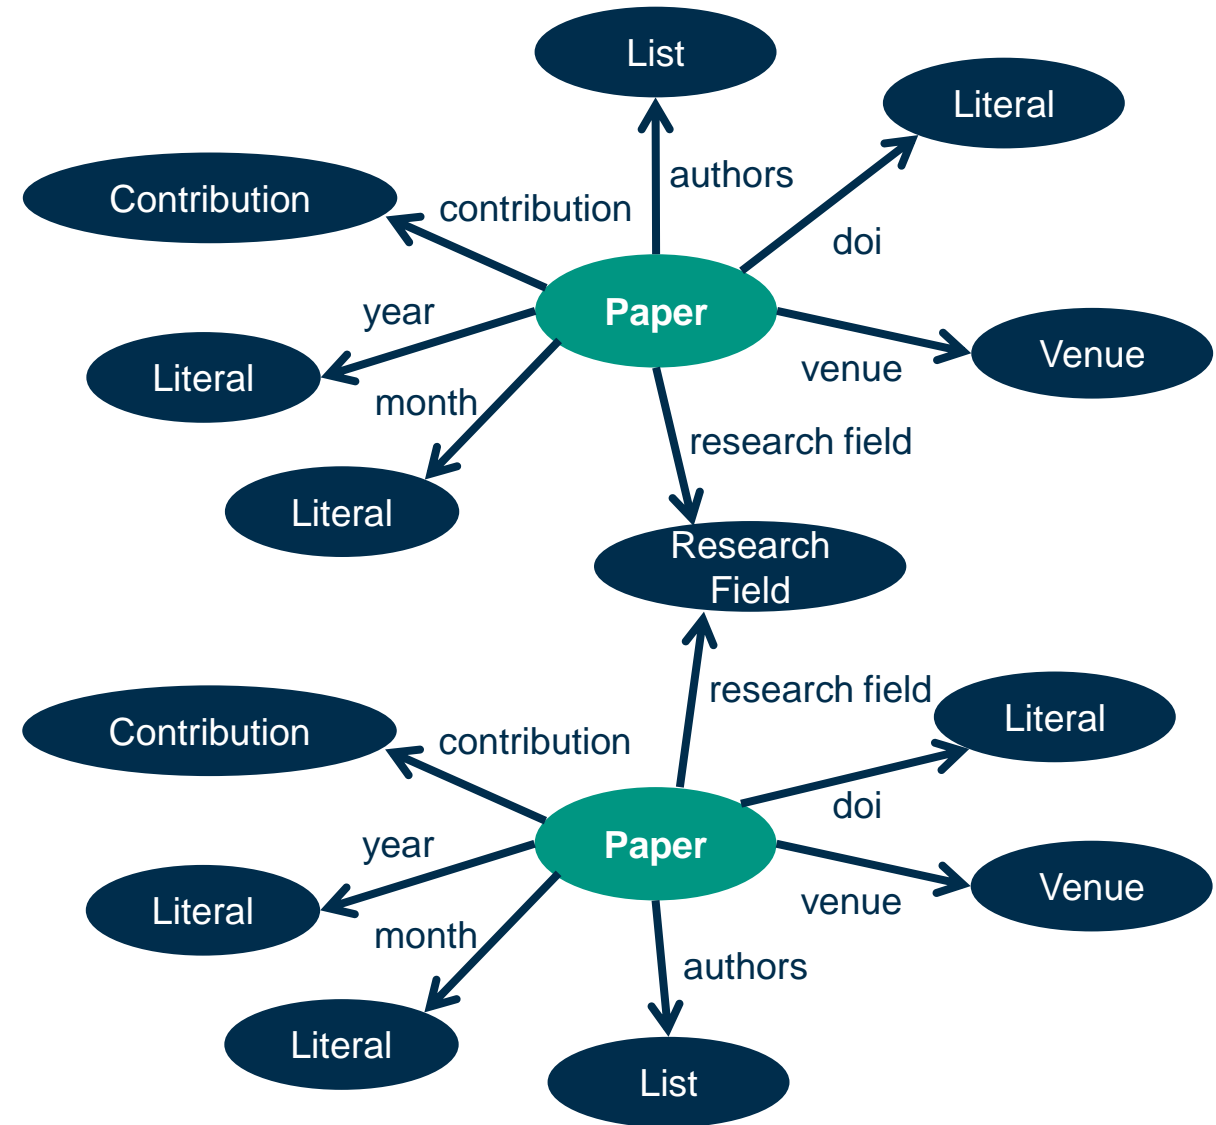 List
Literal
authors
Contribution
contribution
doi
year
Paper
Literal
venue
Venue
month
research field
Literal
Research
Field
research field
Literal
Contribution
contribution
doi
year
Paper
Literal
venue
Venue
month
authors
Literal
List